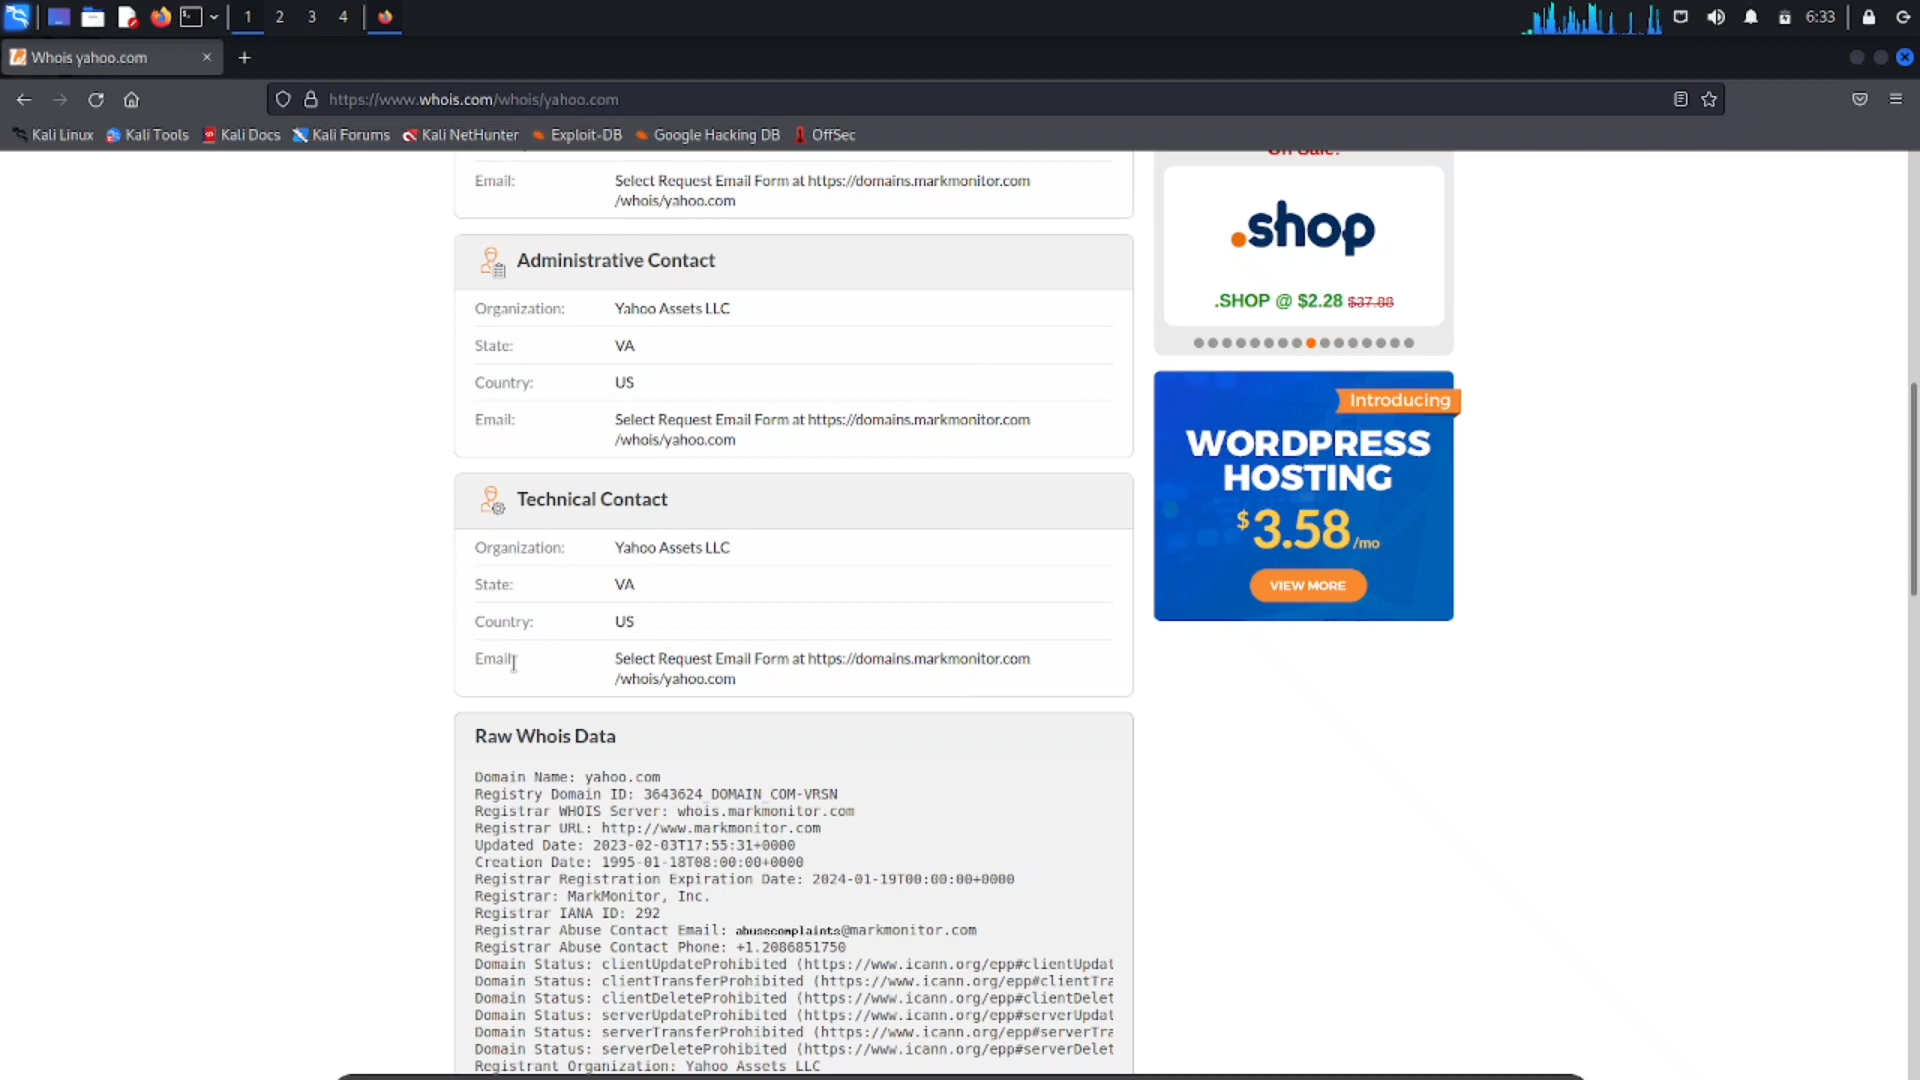 1
2
3
4
6:33
Whois yahoo.com
https://www.whois.com/whois/yahoo.com
Kali Linux
Kali Tools
Kali Docs
Kali Forums
Kali NetHunter
Exploit-DB
Google Hacking DB
OffSec
Email:
Select Request Email Form at https://domains.markmonitor.com
/whois/yahoo.com
Administrative Contact
Organization:
Yahoo Assets LLC
State:
VA
Country:
US
Email:
Select Request Email Form at https://domains.markmonitor.com
/whois/yahoo.com
Technical Contact
Organization:
Yahoo Assets LLC
State:
VA
Country:
US
Email:
Select Request Email Form at https://domains.markmonitor.com
/whois/yahoo.com
Raw Whois Data
Domain Name: yahoo.com
Registry Domain ID: 3643624_DOMAIN_COM-VRSN
Registrar WHOIS Server: whois.markmonitor.com
Registrar URL: http://www.markmonitor.com
Updated Date: 2023-02-03T17:55:31+0000
Creation Date: 1995-01-18T08:00:00+0000
Registrar Registration Expiration Date: 2024-01-19T00:00:00+0000
Registrar: MarkMonitor, Inc.
Registrar IANA ID: 292
Registrar Abuse Contact Email: abusecomplaints@markmonitor.com
Registrar Abuse Contact Phone: +1.2086851750
Domain Status: clientUpdateProhibited (https://www.icann.org/epp#clientUpdat
Domain Status: clientTransferProhibited (https://www.icann.org/epp#clientTra
Domain Status: clientDeleteProhibited (https://www.icann.org/epp#clientDelet
Domain Status: serverUpdateProhibited (https://www.icann.org/epp#serverUpdat
Domain Status: serverTransferProhibited (https://www.icann.org/epp#serverTra
Domain Status: serverDeleteProhibited (https://www.icann.org/epp#serverDelet
Registrant Organization: Yahoo Assets LLC
On Sale!
.shop
.SHOP @ $2.28 $37.88
Introducing
WORDPRESS
HOSTING
$3.58/mo
VIEW MORE